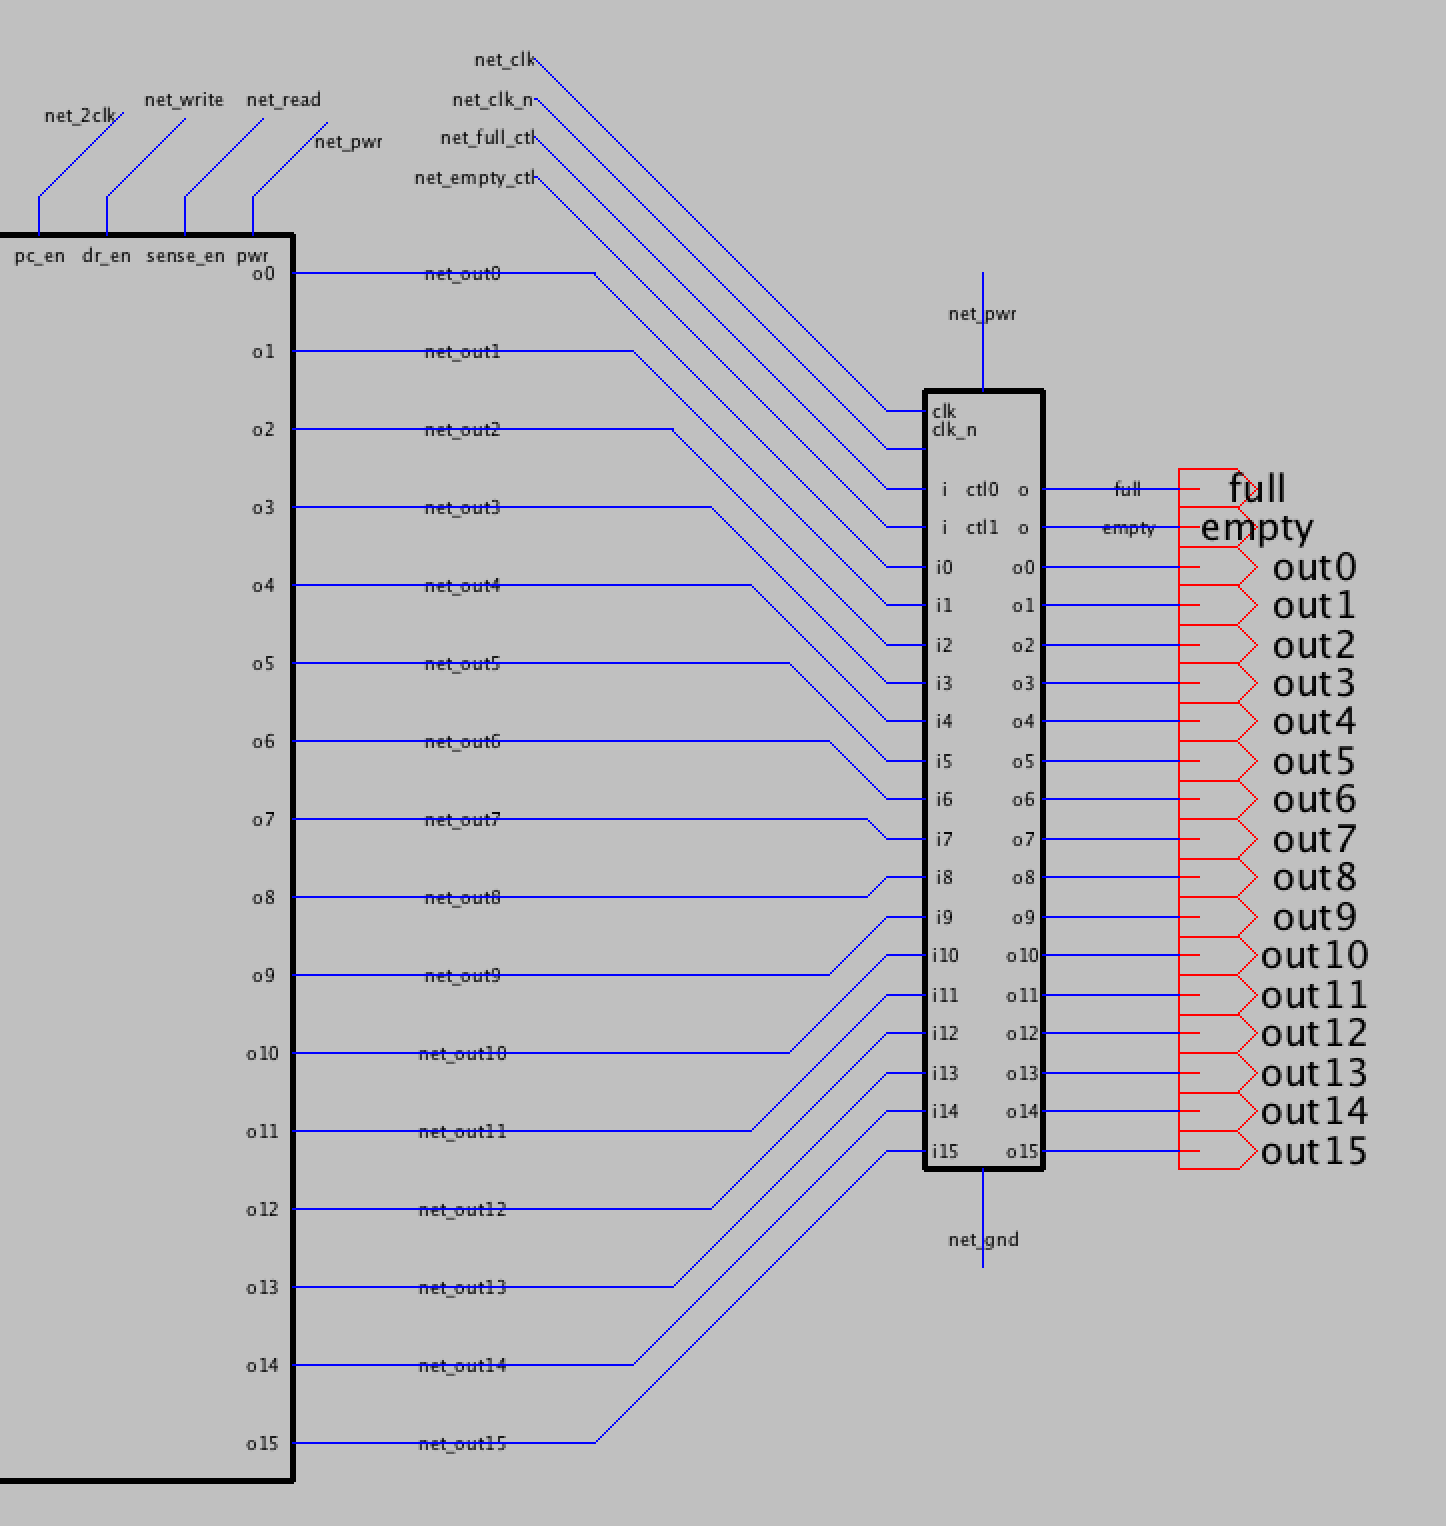 net_clk
net_2clk net_write net_read net_clk_n
net_pwr net_full_ctl
net_empty_ctl
pc_en dr_en sense_en pwr
o0 net_out0
net_pwr
o1 net_out1
clk
o2 net_out2 clk_n
i ctl0 o full full
o3 net_out3
i ctl1 o empty empty
i0 o0 out0
o4 net_out4
i1 o1 out1
i2 o2 out2
o5 net_out5
i3 o3 out3
i4 o4 out4
o6 net_out6
i5 o5 out5
i6 o6 out6
o7 net_out7
i7 o7 out7
i8 o8 out8
o8 net_out8
i9 o9 out9
i10 o10 out10
o9 net_out9
i11 o11 out11
i12 o12 out12
o10 net_out10
i13 o13 out13
i14 o14 out14
o11 net_out11
i15 o15 out15
o12 net_out12
net_gnd
o13 net_out13
o14 net_out14
o15 net_out15